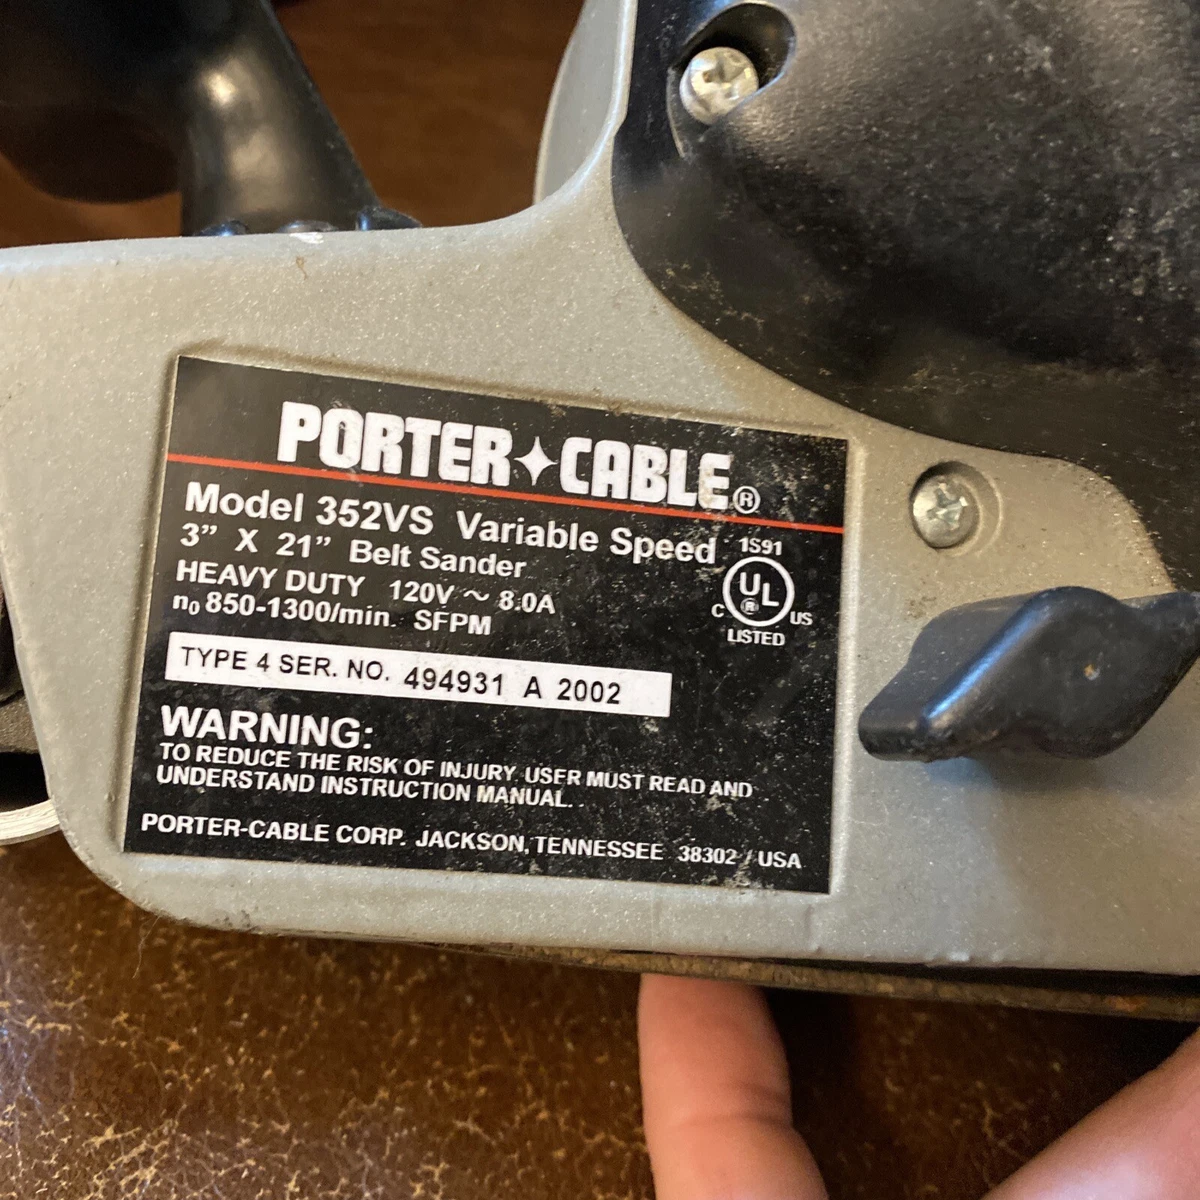 PORTER✦CABLE®
Model 352VS Variable Speed
3” X 21” Belt Sander
HEAVY DUTY 120V ~ 8.0A
n₀ 850-1300/min. SFPM
1S91
C UL ® US
LISTED
TYPE 4 SER. NO. 494931 A 2002
WARNING:
TO REDUCE THE RISK OF INJURY USER MUST READ AND
UNDERSTAND INSTRUCTION MANUAL.
PORTER-CABLE CORP. JACKSON, TENNESSEE 38302 / USA